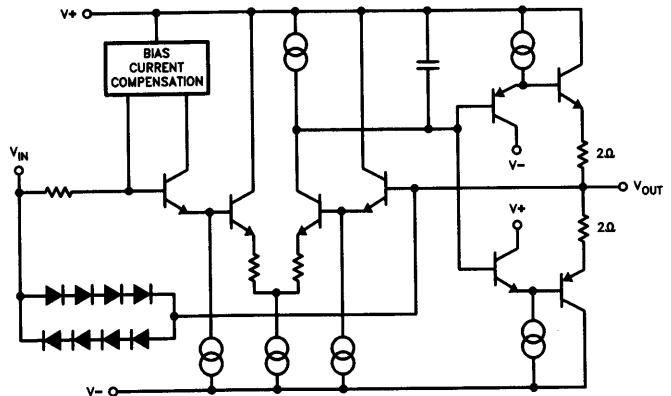 V+
BIAS
CURRENT
COMPENSATION
VIN
2Ω
V−
VOUT
V+
2Ω
V−